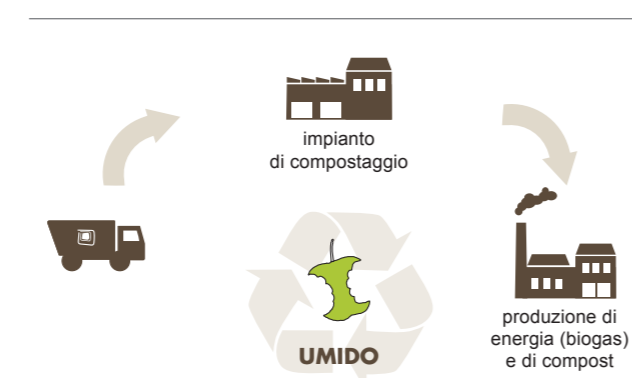 impianto
di compostaggio
produzione di
energia (biogas)
e di compost
UMIDO